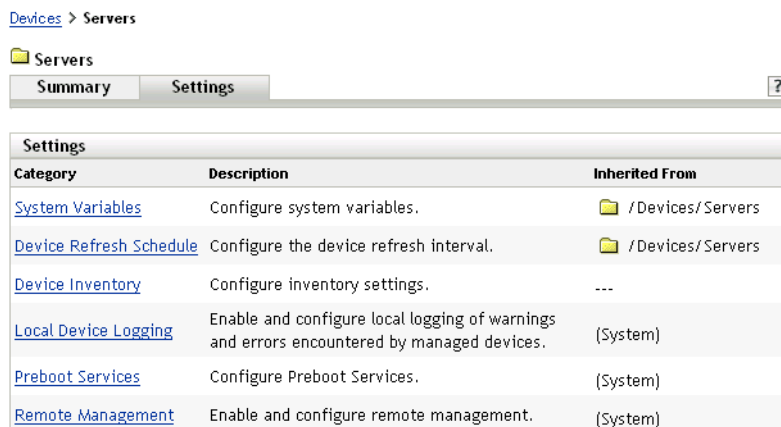 Devices > Servers
Servers
Summary Settings ?
Settings
Category Description Inherited From
System Variables Configure system variables. /Devices/Servers
Device Refresh Schedule Configure the device refresh interval. /Devices/Servers
Device Inventory Configure inventory settings. ---
Local Device Logging Enable and configure local logging of warnings
and errors encountered by managed devices. (System)
Preboot Services Configure Preboot Services. (System)
Remote Management Enable and configure remote management. (System)